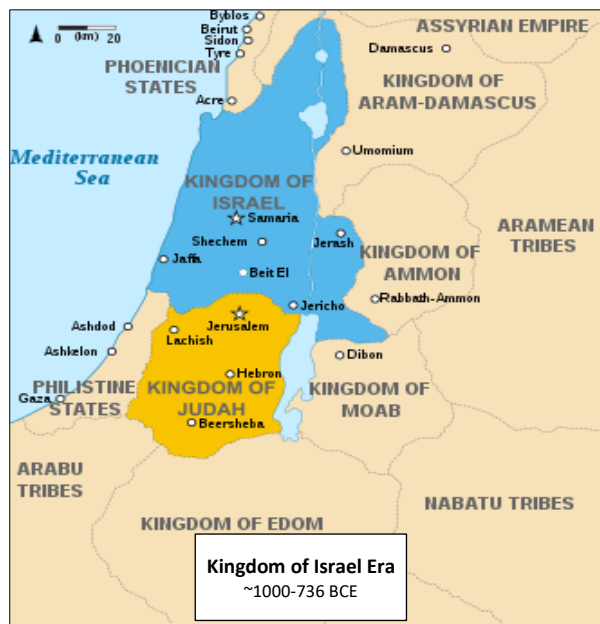 Byblos
ASSYRIAN EMPIRE
0 (km) 20
Beirut
Sidon
Damascus
Tyre
PHOENICIAN
STATES
KINGDOM OF
ARAM-DAMASCUS
Acre
Mediterranean
Sea
Umomium
KINGDOM OF
ISRAEL
Samaria
ARAMEAN
TRIBES
Shechem
Jerash
KINGDOM OF
AMMON
Jaffa
Beit El
Rabbath-Ammon
Jericho
Ashdod
Jerusalem
Lachish
Ashkelon
Dibon
Hebron
PHILISTINE
STATES
KINGDOM OF
JUDAH
KINGDOM OF
MOAB
Gaza
Beersheba
ARABU
TRIBES
NABATU TRIBES
KINGDOM OF EDOM
Kingdom of Israel Era
~1000-736 BCE